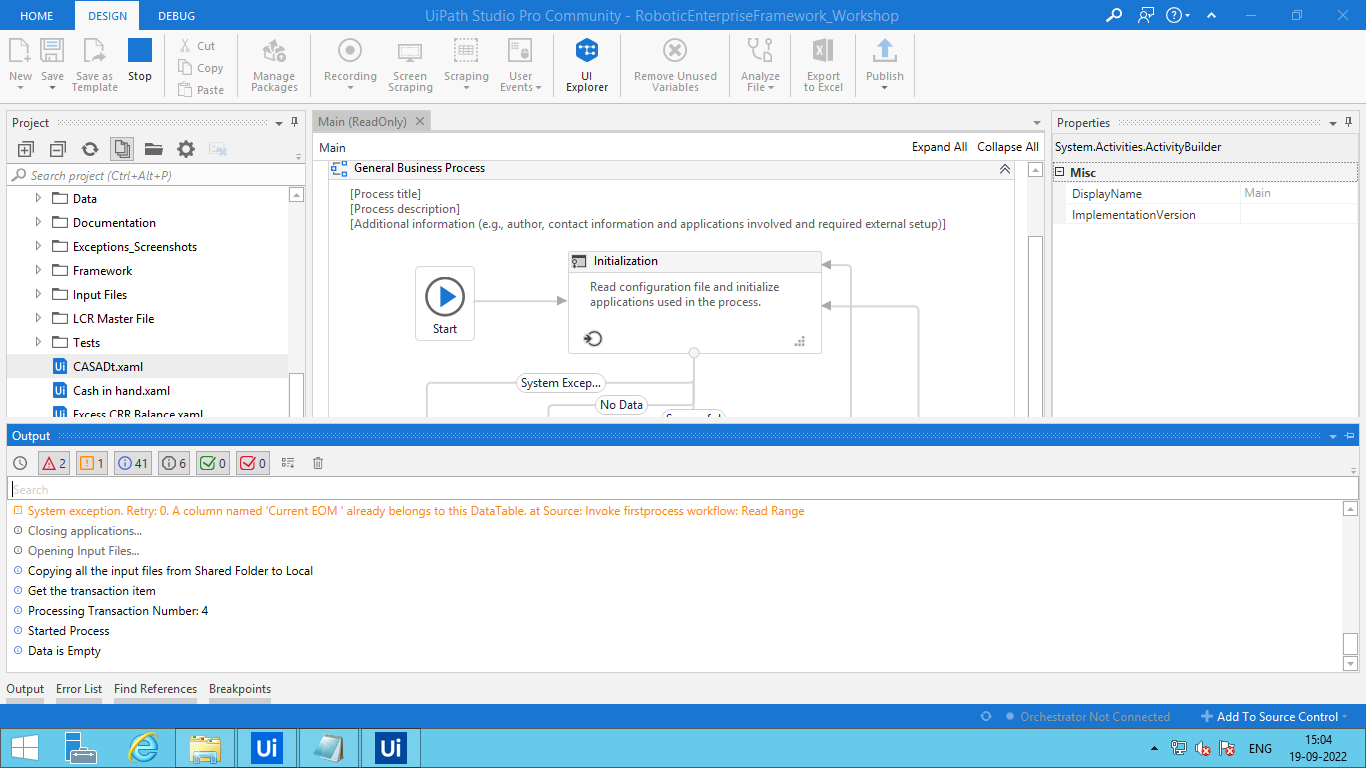 HOME DESIGN DEBUG UiPath Studio Pro Community - RoboticEnterpriseFramework_Workshop
New Save Save as Template Stop
Cut
Copy
Paste
Manage Packages
Recording Screen Scraping Scraping User Events
UI Explorer
Remove Unused Variables
Analyze File
Export to Excel
Publish
Project
Search project (Ctrl+Alt+P)
Data
Documentation
Exceptions_Screenshots
Framework
Input Files
LCR Master File
Tests
CASADt.xaml
Cash in hand.xaml
Excess CRR Balance.xaml
Main (ReadOnly)
Main Expand All Collapse All
General Business Process
[Process title]
[Process description]
[Additional information (e.g., author, contact information and applications involved and required external setup)]
Start
Initialization
Read configuration file and initialize
applications used in the process.
System Excep...
No Data
Properties
System.Activities.ActivityBuilder
Misc
DisplayName Main
ImplementationVersion
Output
2 1 41 6 0 0
Search
System exception. Retry: 0. A column named 'Current EOM ' already belongs to this DataTable. at Source: Invoke firstprocess workflow: Read Range
Closing applications...
Opening Input Files...
Copying all the input files from Shared Folder to Local
Get the transaction item
Processing Transaction Number: 4
Started Process
Data is Empty
Output Error List Find References Breakpoints
Orchestrator Not Connected Add To Source Control
Ui Ui ENG 15:04
19-09-2022